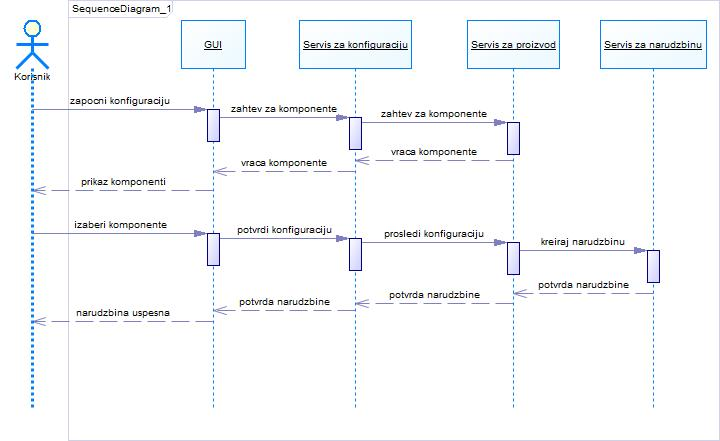 SequenceDiagram_1
Korisnik
GUI
Servis za konfiguraciju
Servis za proizvod
Servis za narudzbinu
zapocni konfiguraciju
zahtev za komponente
zahtev za komponente
vraca komponente
vraca komponente
prikaz komponenti
izaberi komponente
potvrdi konfiguraciju
prosledi konfiguraciju
kreiraj narudzbinu
potvrda narudzbine
potvrda narudzbine
potvrda narudzbine
narudzbina uspesna